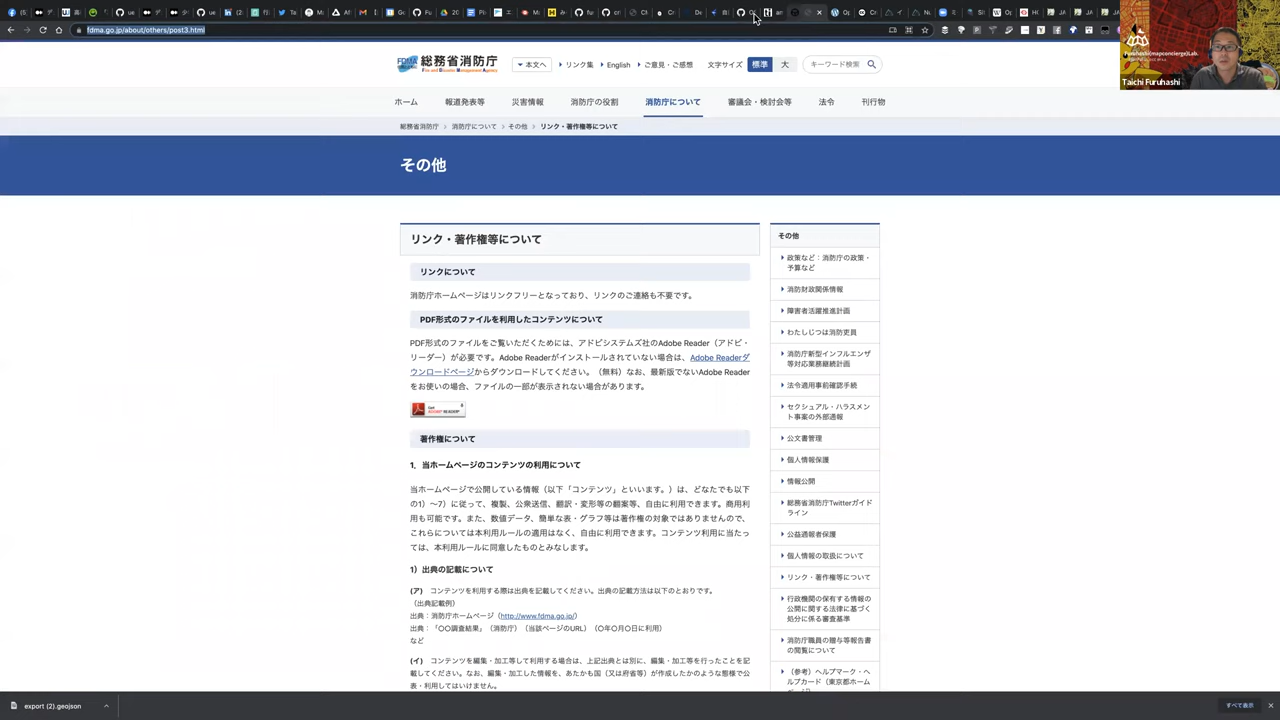 fdma.go.jp/about/others/post3.html
Furuhashi(mapconcierge)Lab.
Taichi Furuhashi
FDMA 総務省消防庁
Fire and Disaster Management Agency
本文へ
リンク集
English
ご意見・ご感想
文字サイズ
標準
大
キーワード検索
ホーム
報道発表等
災害情報
消防庁の役割
消防庁について
審議会・検討会等
法令
刊行物
総務省消防庁 > 消防庁について > その他 > リンク・著作権等について
その他
リンク・著作権等について
リンクについて
消防庁ホームページはリンクフリーとなっており、リンクのご連絡も不要です。
PDF形式のファイルを利用したコンテンツについて
PDF形式のファイルをご覧いただくためには、アドビシステムズ社のAdobe Reader（アドビ・
リーダー）が必要です。Adobe Readerがインストールされていない場合は、Adobe Readerダ
ウンロードページからダウンロードしてください。（無料）なお、最新版でないAdobe Reader
をお使いの場合、ファイルの一部が表示されない場合があります。
著作権について
1．当ホームページのコンテンツの利用について
当ホームページで公開している情報（以下「コンテンツ」といいます。）は、どなたでも以下
の1）～7）に従って、複製、公衆送信、翻訳・変形等の翻案等、自由に利用できます。商用利
用も可能です。また、数値データ、簡単な表・グラフ等は著作権の対象ではありませんので、
これらについては本利用ルールの適用はなく、自由に利用できます。コンテンツ利用に当たっ
ては、本利用ルールに同意したものとみなします。
1）出典の記載について
(ア)　コンテンツを利用する際は出典を記載してください。出典の記載方法は以下のとおりです。
（出典記載例）
出典：消防庁ホームページ（http://www.fdma.go.jp/）
出典：「〇〇調査結果」（消防庁）（当該ページのURL）（〇年〇月〇日に利用）
など
(イ)　コンテンツを編集・加工等して利用する場合は、上記出典とは別に、編集・加工等を行ったことを記
載してください。なお、編集・加工した情報を、あたかも国（又は府省等）が作成したかのような態様で公
表・利用してはいけません。
その他
政策など：消防庁の政策・
予算など
消防財政関係情報
障害者活躍推進計画
わたしじつは消防吏員
消防庁新型インフルエンザ
等対応業務継続計画
法令適用事前確認手続
セクシュアル・ハラスメン
ト事案の外部通報
公文書管理
個人情報保護
情報公開
総務省消防庁Twitterガイド
ライン
公益通報者保護
個人情報の取扱について
リンク・著作権等について
行政機関の保有する情報の
公開に関する法律に基づく
処分に係る審査基準
消防庁職員の贈与等報告書
の閲覧について
（参考）ヘルプマーク・ヘ
ルプカード（東京都ホーム
export (2).geojson
すべて表示